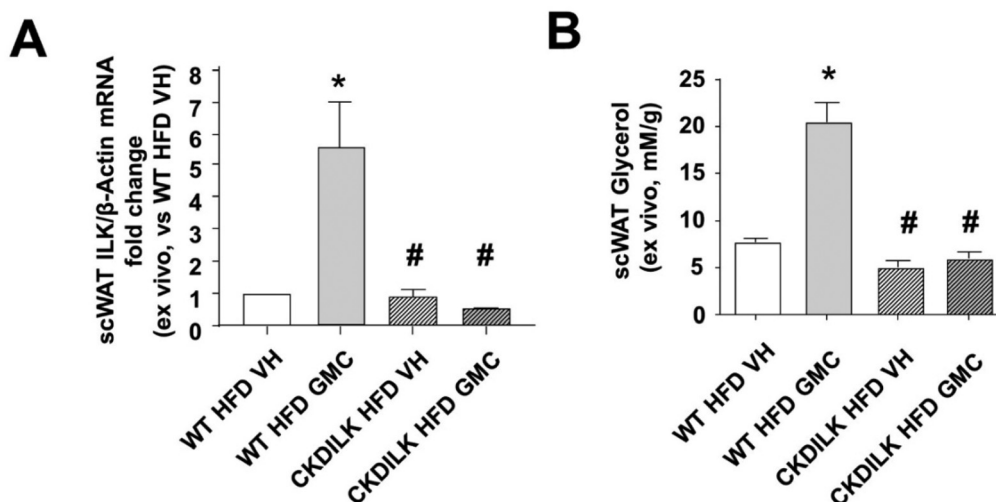 A
scWAT ILK/β-Actin mRNA
fold change
(ex vivo, vs WT HFD VH)
8
7
6
5
4
3
2
1
0
*
#
#
WT HFD VH
WT HFD GMC
CKDILK HFD VH
CKDILK HFD GMC
B
scWAT Glycerol
(ex vivo, mM/g)
25
20
15
10
5
0
*
#
#
WT HFD VH
WT HFD GMC
CKDILK HFD VH
CKDILK HFD GMC